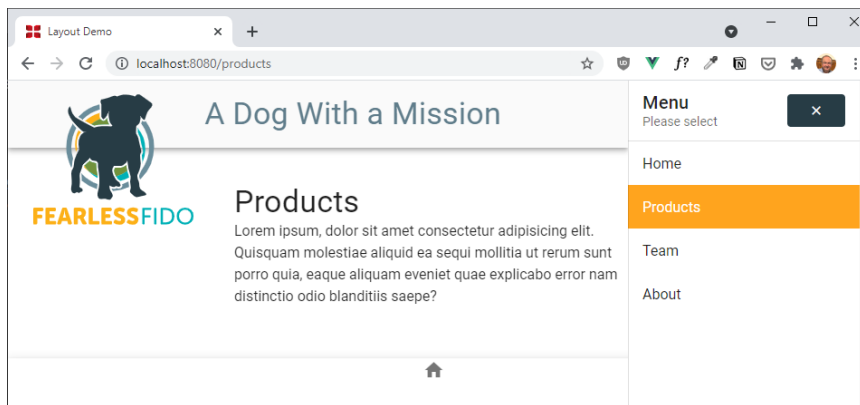 Layout Demo
localhost:8080/products
f?
A Dog With a Mission
FEARLESSFIDO
Products
Lorem ipsum, dolor sit amet consectetur adipisicing elit.
Quisquam molestiae aliquid ea sequi mollitia ut rerum sunt
porro quia, eaque aliquam eveniet quae explicabo error nam
distinctio odio blanditiis saepe?
Menu
Please select
Home
Products
Team
About